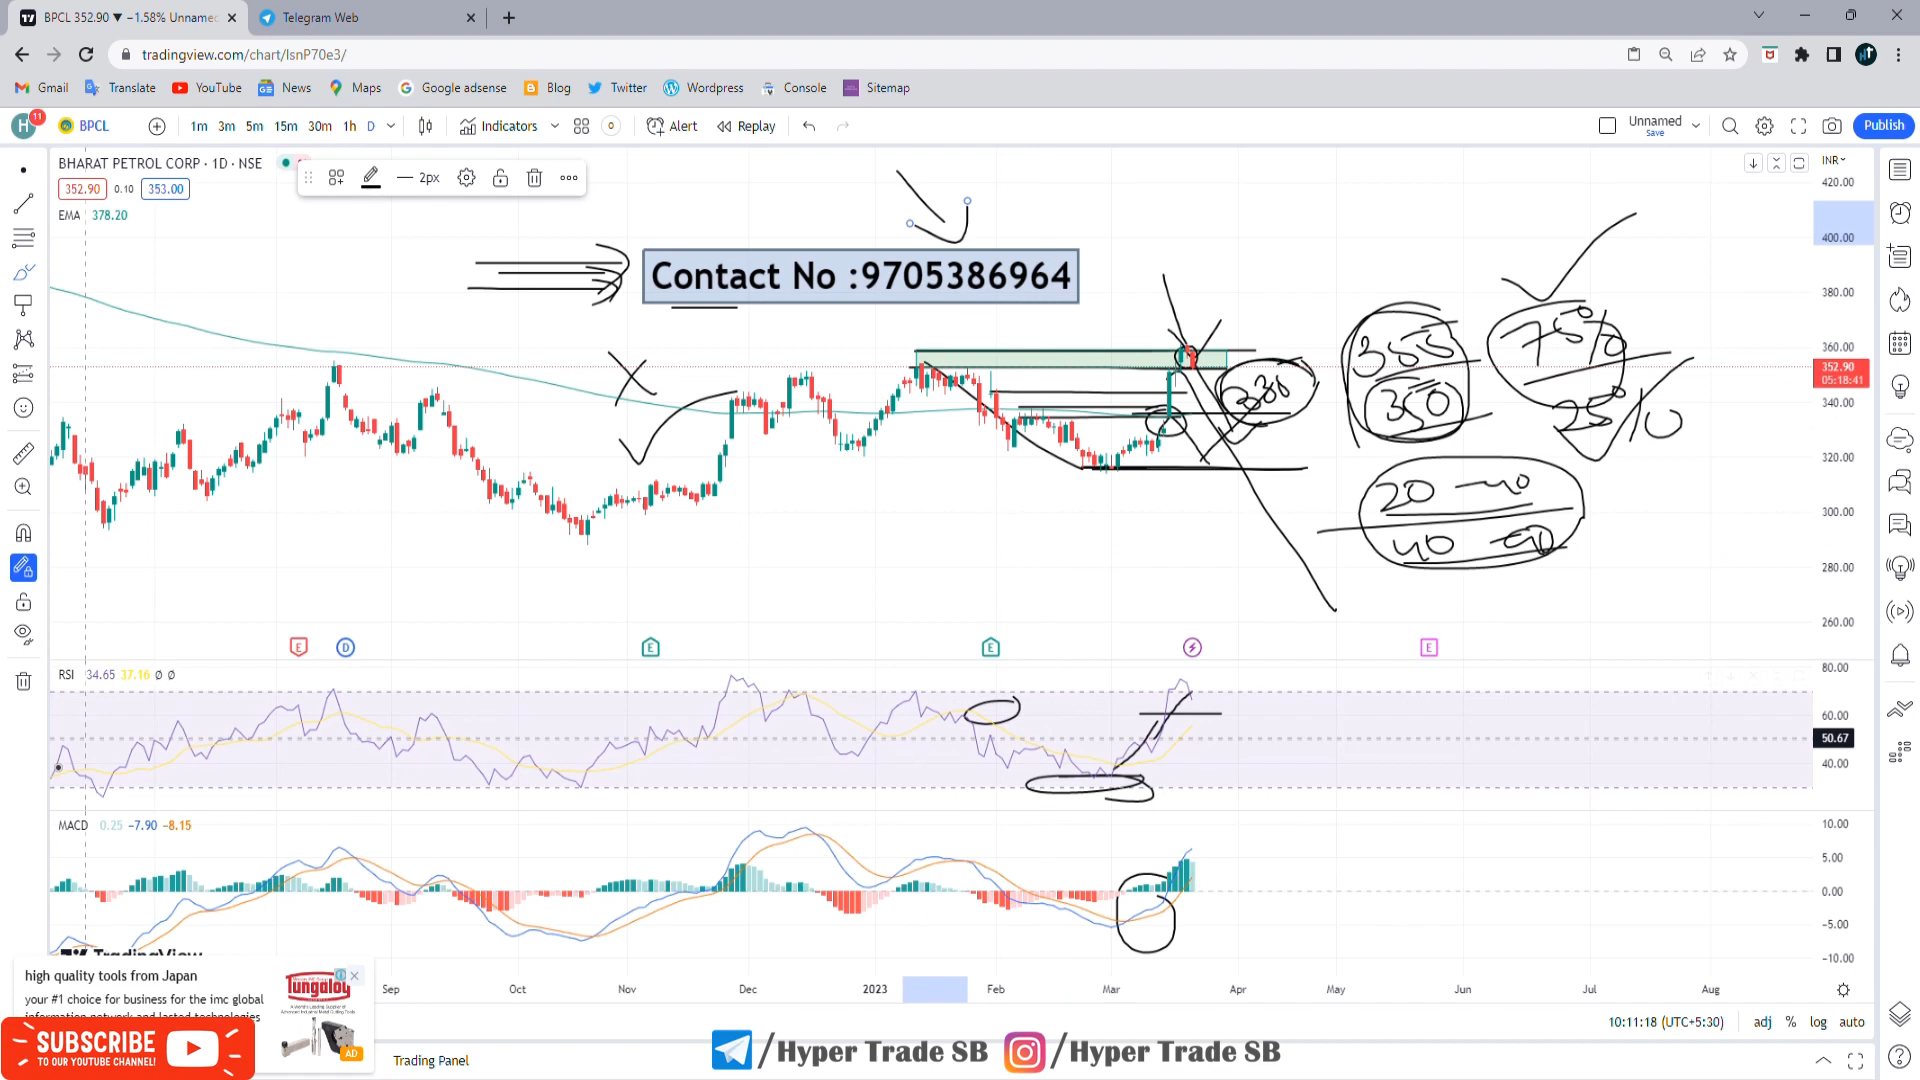 BPCL 352.90 ▼ −1.58% Unname
Telegram Web
tradingview.com/chart/lsnP70e3/
Gmail Translate YouTube News Maps Google adsense Blog Twitter Wordpress Console Sitemap
H 11 BPCL 1m 3m 5m 15m 30m 1h D Indicators Alert Replay Unnamed Save Publish
BHARAT PETROL CORP · 1D · NSE
2px
352.90 0.10 353.00
EMA 378.20
INR
420.00
400.00
380.00
360.00
352.90
05:18:41
340.00
320.00
300.00
280.00
260.00
Contact No :9705386964
355
350
75%
25%
20 - 40
40
E D E E E
RSI 34.65 37.16 Ø Ø
80.00
60.00
50.67
40.00
MACD 0.25 −7.90 −8.15
10.00
5.00
0.00
−5.00
−10.00
TradingView
Sep Oct Nov Dec 2023 Feb Mar Apr May Jun Jul Aug
high quality tools from Japan
your #1 choice for business for the imc global
Tungaloy
AD
10:11:18 (UTC+5:30) adj % log auto
SUBSCRIBE
TO OUR YOUTUBE CHANNEL!
Trading Panel
/Hyper Trade SB /Hyper Trade SB